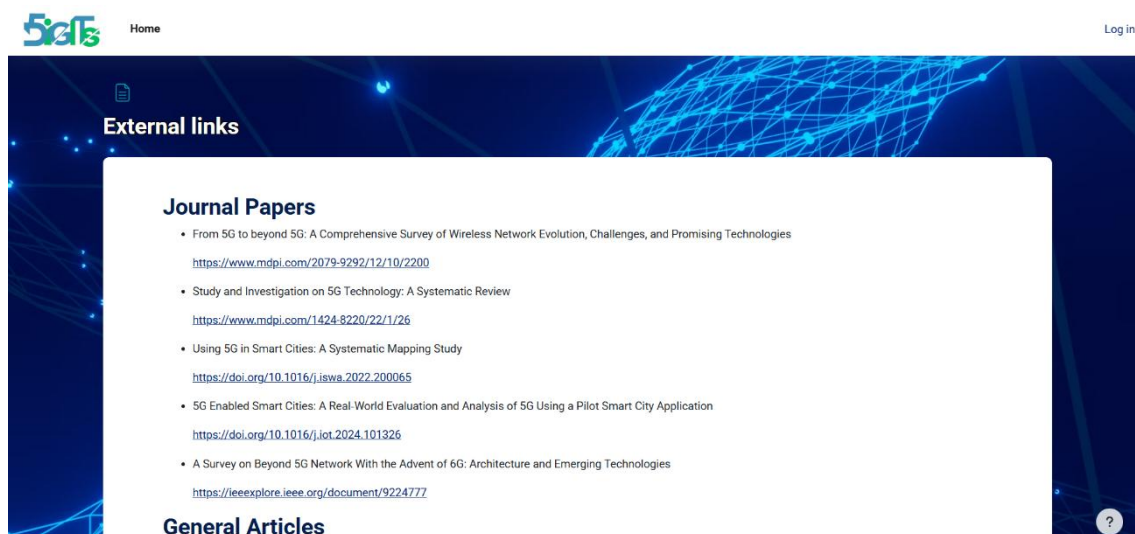 5iGTs
Home
Log in
External links
Journal Papers
• From 5G to beyond 5G: A Comprehensive Survey of Wireless Network Evolution, Challenges, and Promising Technologies
https://www.mdpi.com/2079-9292/12/10/2200
• Study and Investigation on 5G Technology: A Systematic Review
https://www.mdpi.com/1424-8220/22/1/26
• Using 5G in Smart Cities: A Systematic Mapping Study
https://doi.org/10.1016/j.iswa.2022.200065
• 5G Enabled Smart Cities: A Real-World Evaluation and Analysis of 5G Using a Pilot Smart City Application
https://doi.org/10.1016/j.iot.2024.101326
• A Survey on Beyond 5G Network With the Advent of 6G: Architecture and Emerging Technologies
https://ieeexplore.ieee.org/document/9224777
General Articles
?